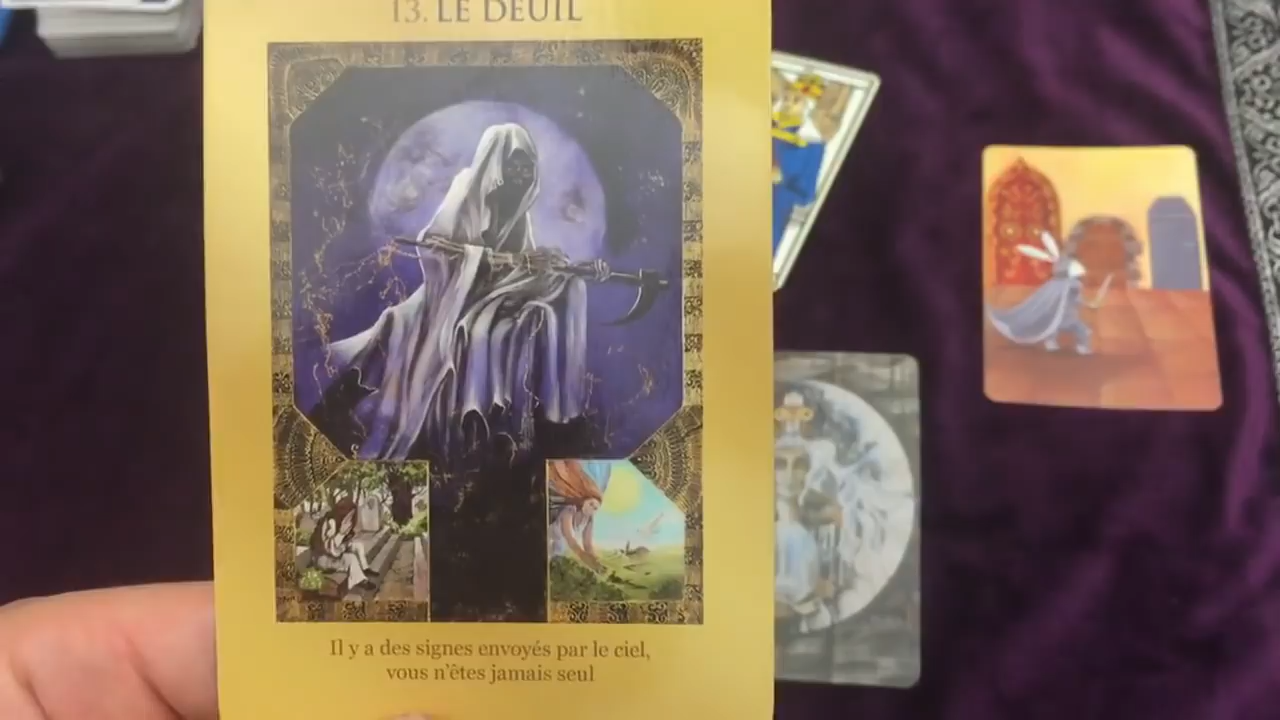 13. LE DEUIL
Il y a des signes envoyés par le ciel,
vous n'êtes jamais seul